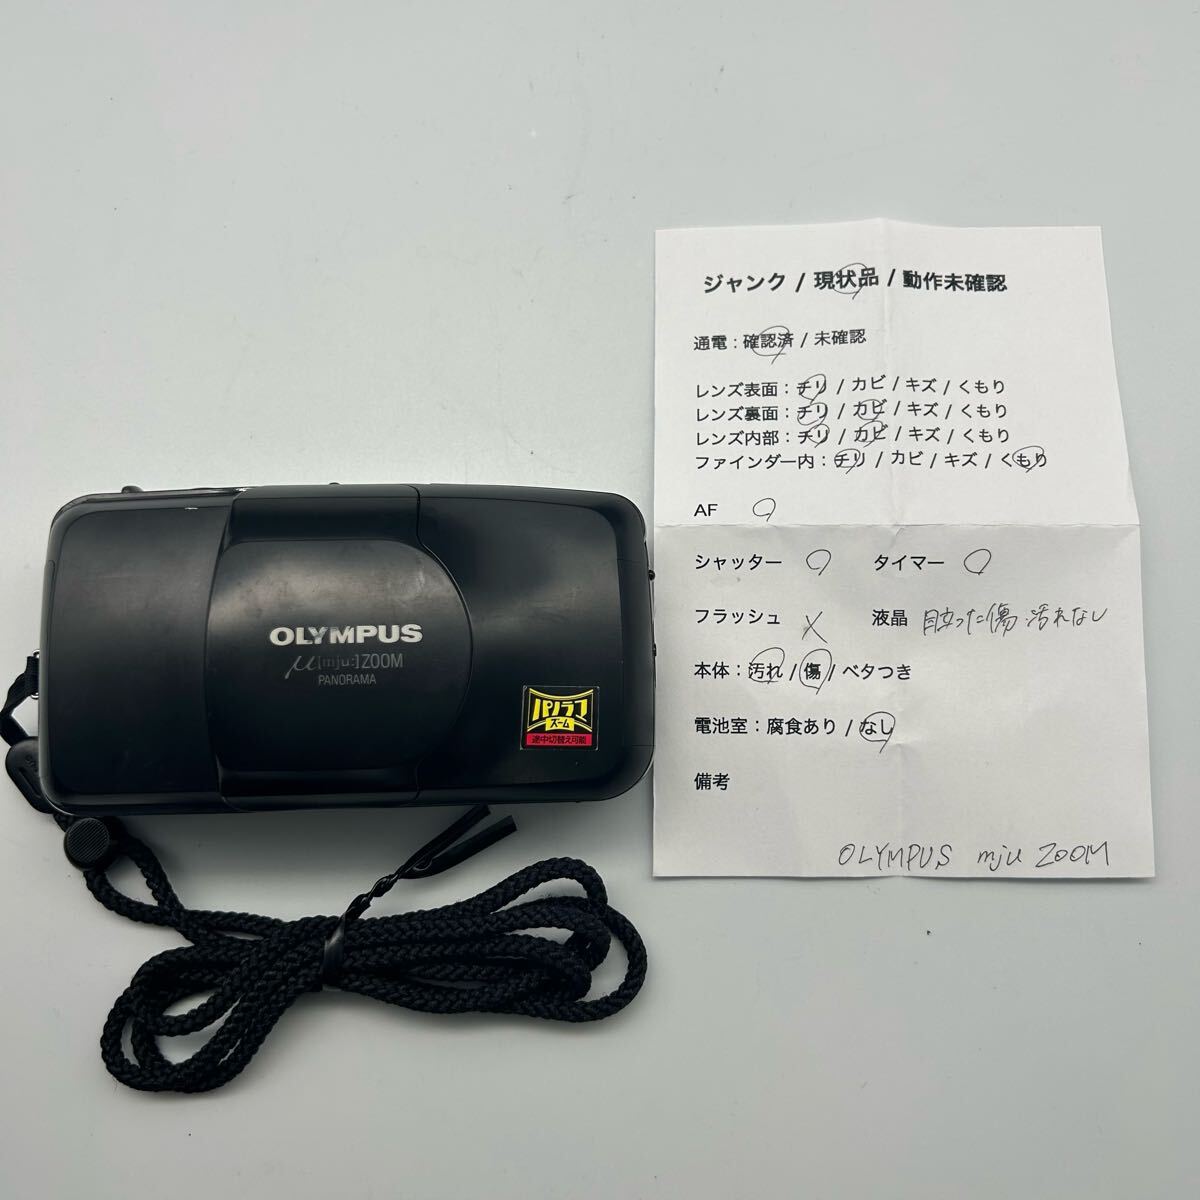 OLYMPUS
μ[mju:]ZOOM
PANORAMA
パノラマ
ズーム
途中切替え可能
ジャンク / 現状品 / 動作未確認
通電：確認済 / 未確認
レンズ表面：チリ / カビ / キズ / くもり
レンズ裏面：チリ / カビ / キズ / くもり
レンズ内部：チリ / カビ / キズ / くもり
ファインダー内：チリ / カビ / キズ / くもり
AF ○
シャッター ○ タイマー ○
フラッシュ × 液晶 目立った傷汚れなし
本体：汚れ / 傷 / ベタつき
電池室：腐食あり / なし
備考
OLYMPUS mju ZOOM